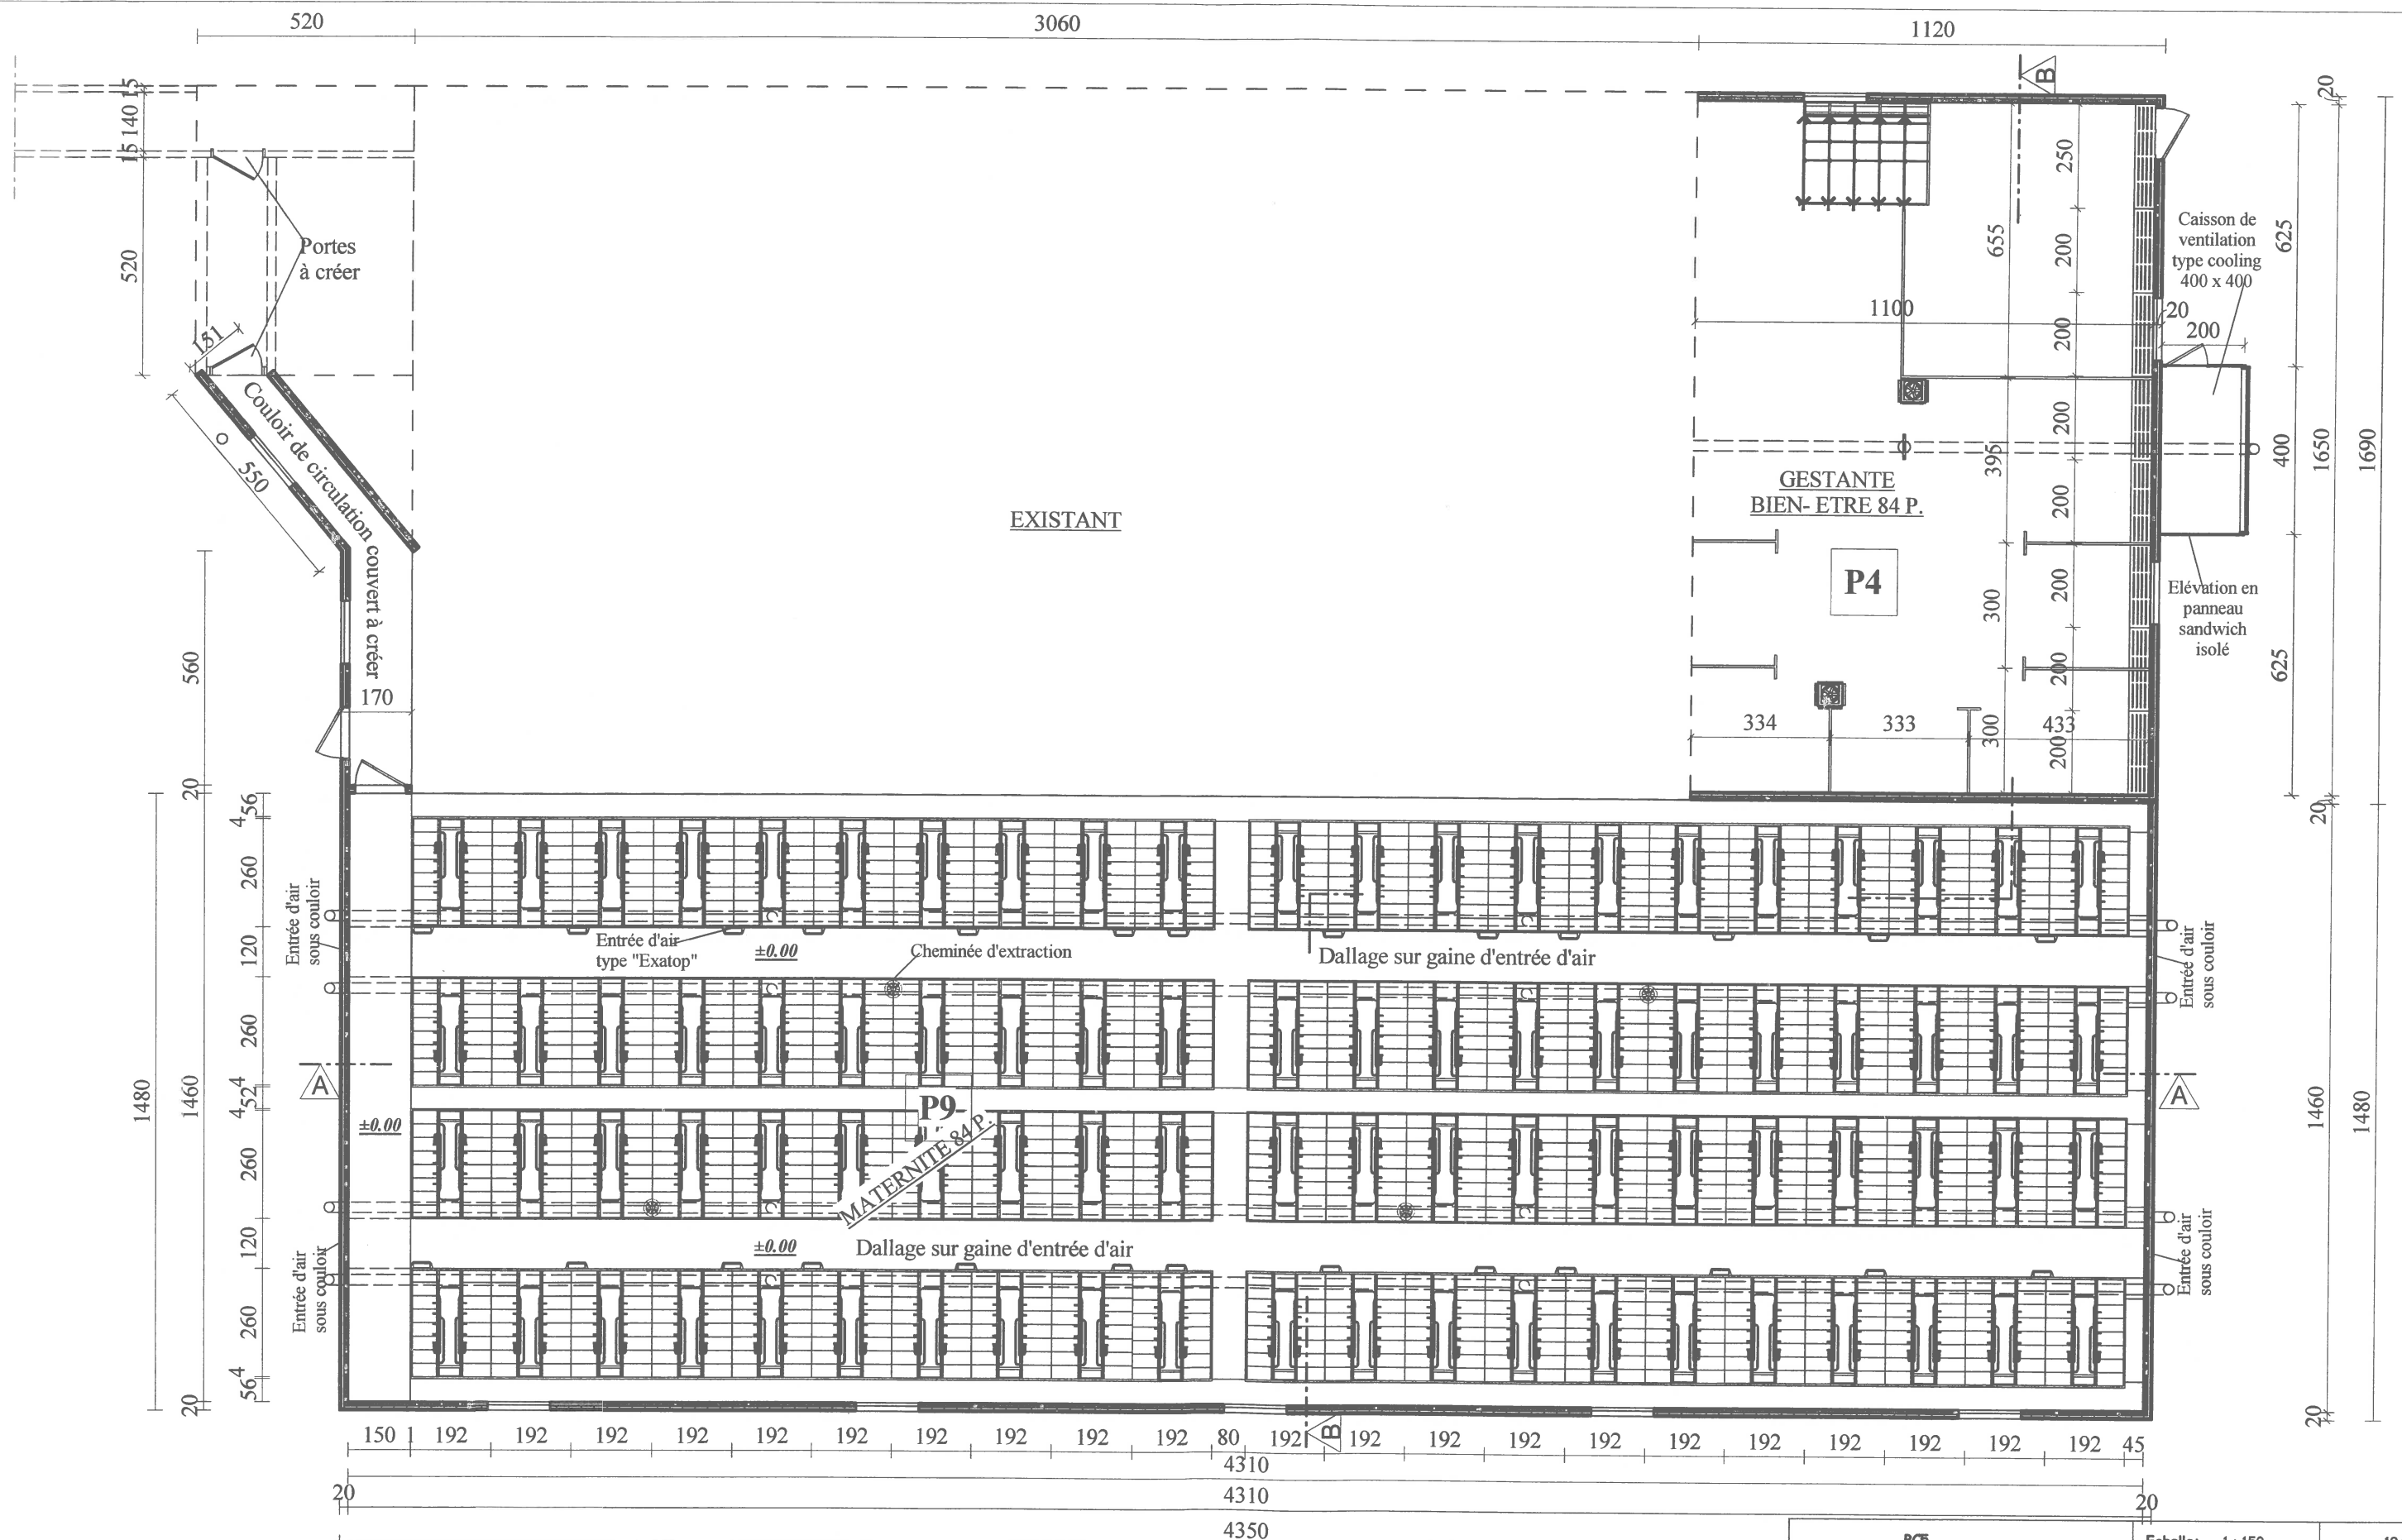 520
3060
1120
B
20
15
140
15
520
Portes
à créer
151
550
Couloir de circulation couvert à créer
560
170
20
EXISTANT
250
655
200
200
1100
20
200
Caisson de
ventilation
type cooling
400 x 400
625
400
1650
1690
200
395
200
GESTANTE
BIEN- ETRE 84 P.
P4
300
200
200
300
200
334
333
433
Elévation en
panneau
sandwich
isolé
625
20
56
4
260
120
260
4
52
4
260
120
260
4
56
1480
1460
20
Entrée d'air
sous couloir
Entrée d'air
type "Exatop"
±0.00
Cheminée d'extraction
Dallage sur gaine d'entrée d'air
Entrée d'air
sous couloir
A
±0.00
P9
MATERNITE 84 P.
A
1460
1480
Entrée d'air
sous couloir
±0.00
Dallage sur gaine d'entrée d'air
Entrée d'air
sous couloir
20
B
150 1 192 192 192 192 192 192 192 192 192 192 80 192 192 192 192 192 192 192 192 192 192 192 45
4310
20 4310 20
4350